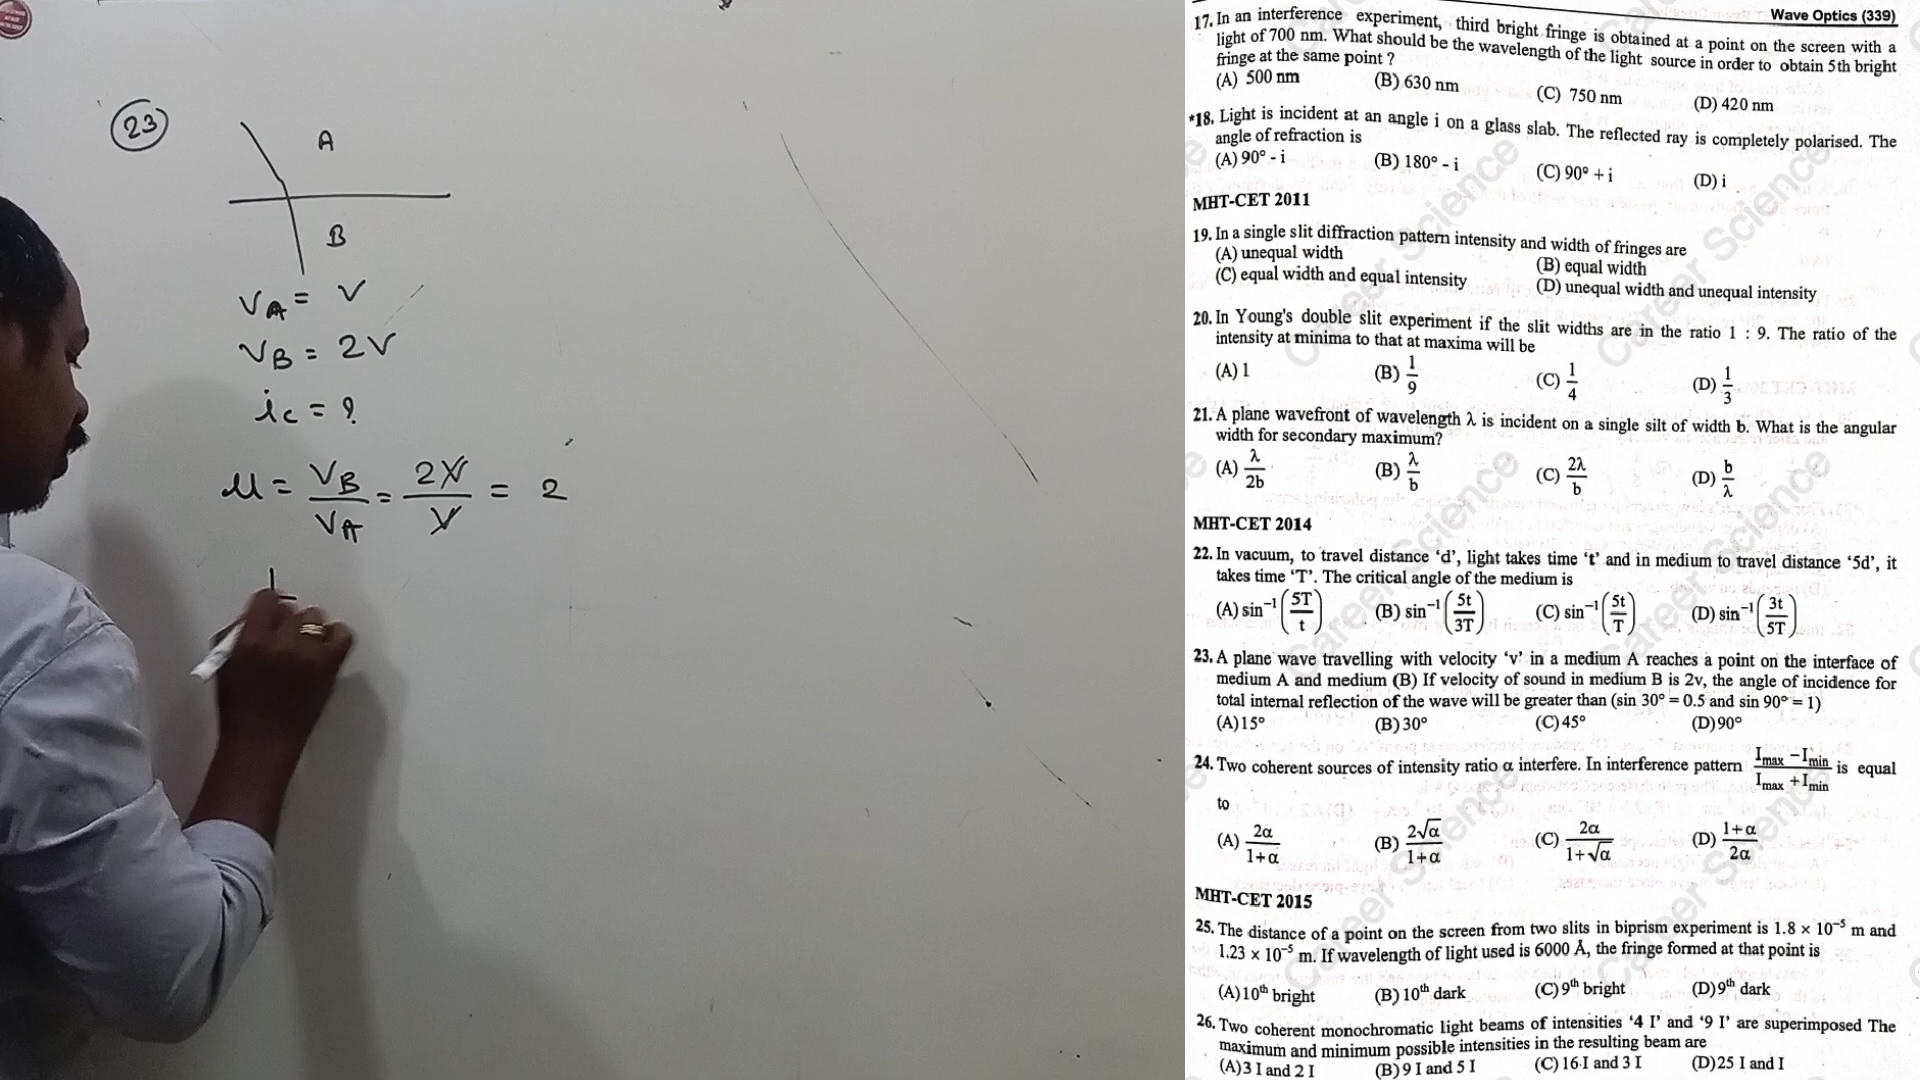 23
A
B
vA = v
vB = 2v
ic = ?
μ = vB/vA = 2v/v = 2
Wave Optics (339)
17. In an interference experiment, third bright fringe is obtained at a point on the screen with a
light of 700 nm. What should be the wavelength of the light source in order to obtain 5th bright
fringe at the same point ?
(A) 500 nm (B) 630 nm (C) 750 nm (D) 420 nm
*18. Light is incident at an angle i on a glass slab. The reflected ray is completely polarised. The
angle of refraction is
(A) 90° - i (B) 180° - i (C) 90° + i (D) i
MHT-CET 2011
19. In a single slit diffraction pattern intensity and width of fringes are
(A) unequal width (B) equal width
(C) equal width and equal intensity (D) unequal width and unequal intensity
20. In Young's double slit experiment if the slit widths are in the ratio 1 : 9. The ratio of the
intensity at minima to that at maxima will be
(A) 1 (B) 1/9 (C) 1/4 (D) 1/3
21. A plane wavefront of wavelength λ is incident on a single silt of width b. What is the angular
width for secondary maximum?
(A) λ/2b (B) λ/b (C) 2λ/b (D) b/λ
MHT-CET 2014
22. In vacuum, to travel distance ‘d’, light takes time ‘t’ and in medium to travel distance ‘5d’, it
takes time ‘T’. The critical angle of the medium is
(A) sin⁻¹(5T/t) (B) sin⁻¹(5t/3T) (C) sin⁻¹(5t/T) (D) sin⁻¹(3t/5T)
23. A plane wave travelling with velocity ‘v’ in a medium A reaches a point on the interface of
medium A and medium (B) If velocity of sound in medium B is 2v, the angle of incidence for
total internal reflection of the wave will be greater than (sin 30° = 0.5 and sin 90° = 1)
(A) 15° (B) 30° (C) 45° (D) 90°
24. Two coherent sources of intensity ratio α interfere. In interference pattern (Imax − Imin)/(Imax + Imin) is equal
to
(A) 2α/(1+α) (B) 2√α/(1+α) (C) 2α/(1+√α) (D) (1+α)/2α
MHT-CET 2015
25. The distance of a point on the screen from two slits in biprism experiment is 1.8 × 10⁻⁵ m and
1.23 × 10⁻⁵ m. If wavelength of light used is 6000 Å, the fringe formed at that point is
(A) 10th bright (B) 10th dark (C) 9th bright (D) 9th dark
26. Two coherent monochromatic light beams of intensities ‘4 I’ and ‘9 I’ are superimposed The
maximum and minimum possible intensities in the resulting beam are
(A) 3 I and 2 I (B) 9 I and 5 I (C) 16 I and 3 I (D) 25 I and I
Career Science